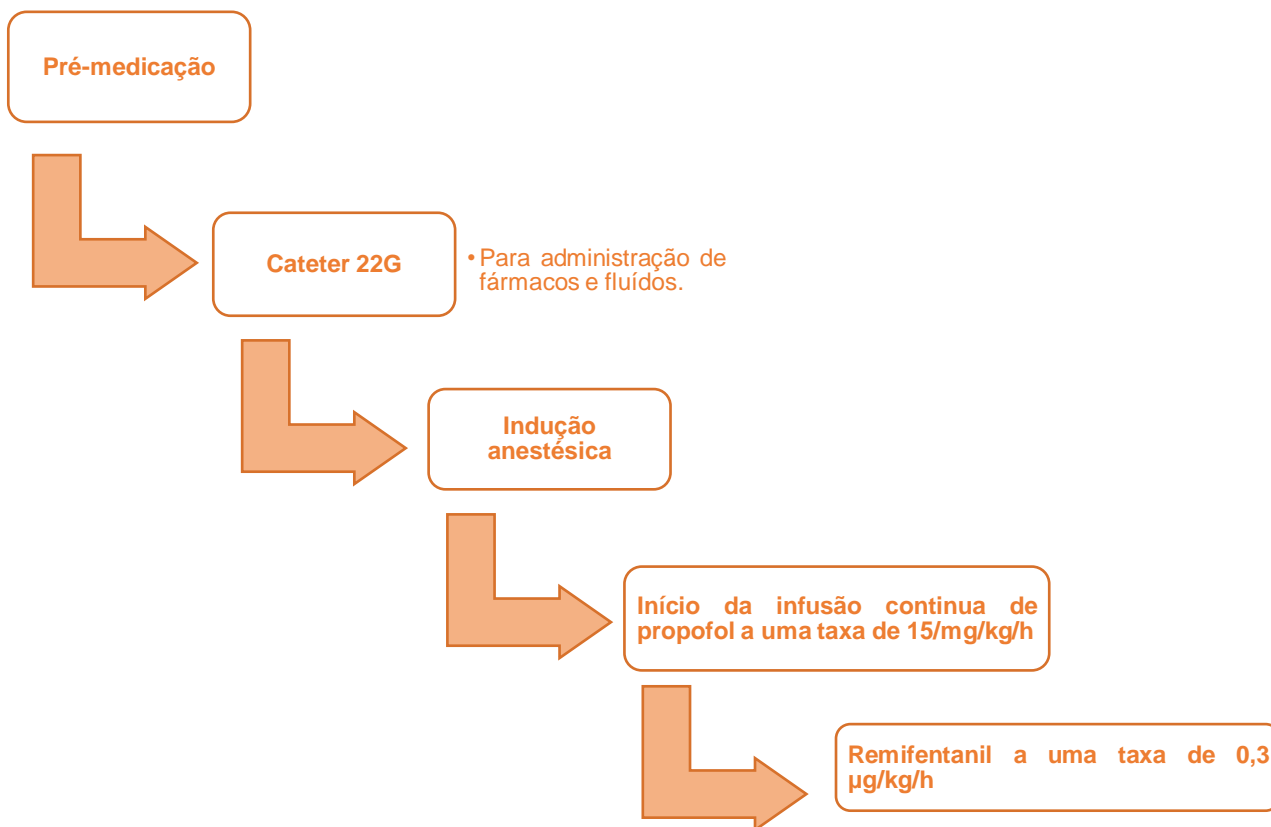 Pré-medicação
Cateter 22G
• Para administração de
fármacos e fluídos.
Indução
anestésica
Início da infusão continua de
propofol a uma taxa de 15/mg/kg/h
Remifentanil a uma taxa de 0,3
µg/kg/h